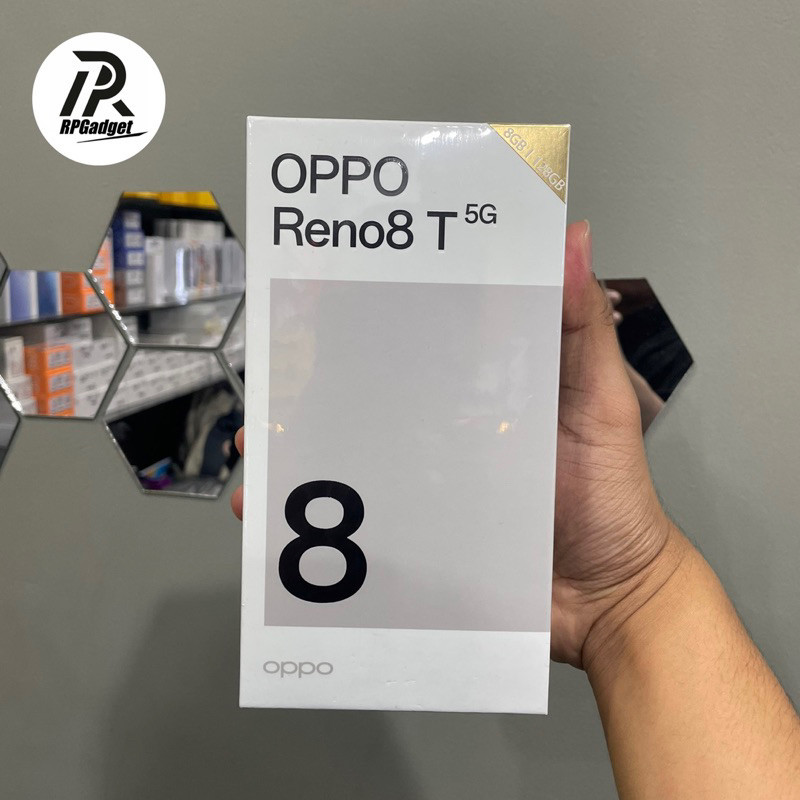 RPGadget
8GB | 128GB
OPPO
Reno8 T 5G
8
oppo